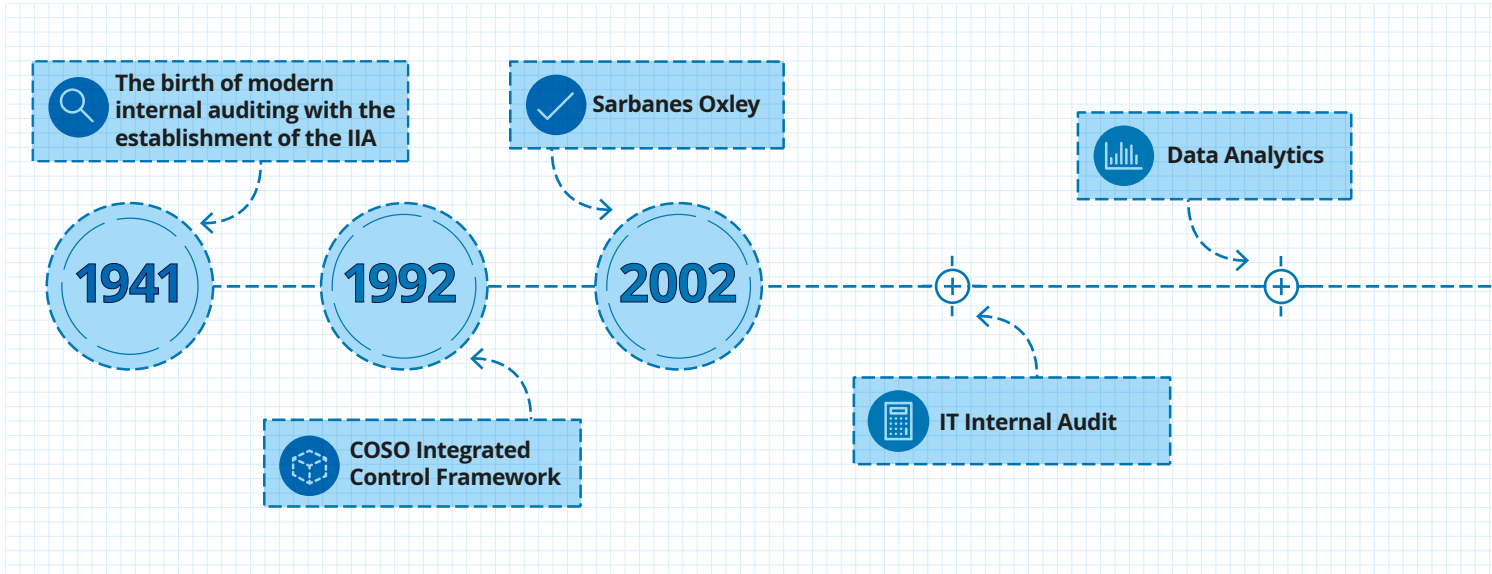 The birth of modern
internal auditing with the
establishment of the IIA
Sarbanes Oxley
Data Analytics
1941
1992
2002
IT Internal Audit
COSO Integrated
Control Framework